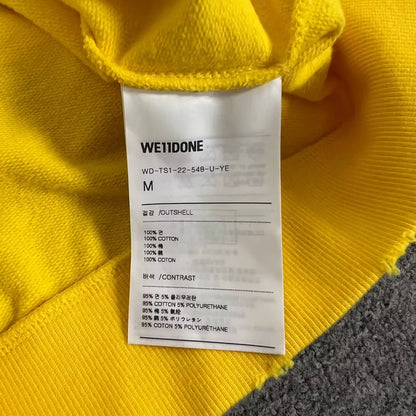 WE11DONE
WD-TS1-22-548-U-YE
M
겉감 /OUTSHELL
100% 면
100% COTTON
100% 棉
100% 綿
100% COTON
배색 /CONTRAST
95% 면 5% 폴리우레탄
95% COTTON 5% POLYURETHANE
95% 棉 5% 氨纶
95% 綿 5% ポリウレタン
95% COTON 5% POLYURÉTHANE